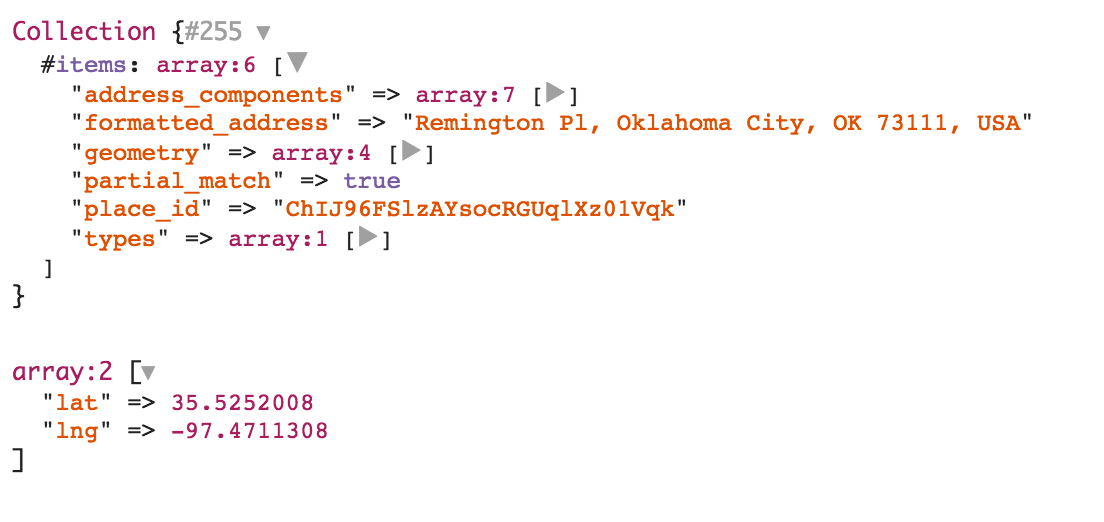 Collection {#255 ▼
#items: array:6 [▼
"address_components" => array:7 [▶]
"formatted_address" => "Remington Pl, Oklahoma City, OK 73111, USA"
"geometry" => array:4 [▶]
"partial_match" => true
"place_id" => "ChIJ96FSlzAYsocRGUqlXz01Vqk"
"types" => array:1 [▶]
]
}
array:2 [▼
"lat" => 35.5252008
"lng" => -97.4711308
]